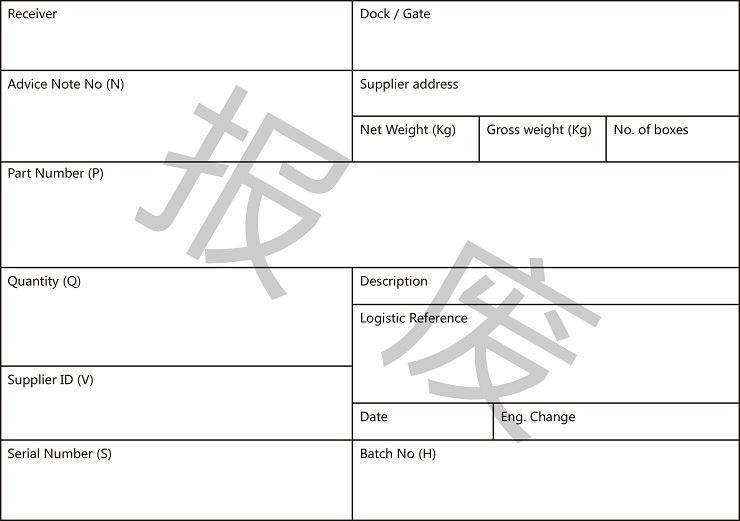 Receiver
Dock / Gate
Advice Note No (N)
Supplier address
Net Weight (Kg)
Gross weight (Kg)
No. of boxes
Part Number (P)
Quantity (Q)
Description
Logistic Reference
Supplier ID (V)
Date
Eng. Change
Serial Number (S)
Batch No (H)
报废